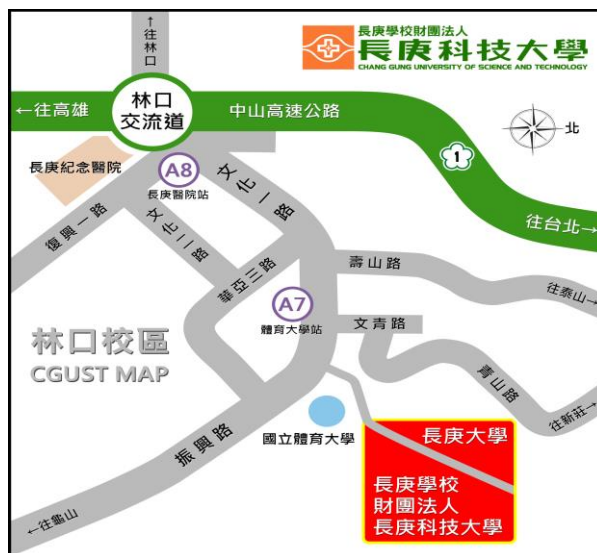 ↑往林口
長庚學校財團法人
長庚科技大學
CHANG GUNG UNIVERSITY OF SCIENCE AND TECHNOLOGY
←往高雄
林口
交流道
中山高速公路
1
北
長庚紀念醫院
A8
長庚醫院站
文化一路
往台北→
復興一路
文化二路
華亞三路
壽山路
往泰山→
A7
體育大學站
文青路
林口校區
CGUST MAP
青山路
往新莊→
振興路
國立體育大學
長庚大學
長庚學校
財團法人
長庚科技大學
←往龜山